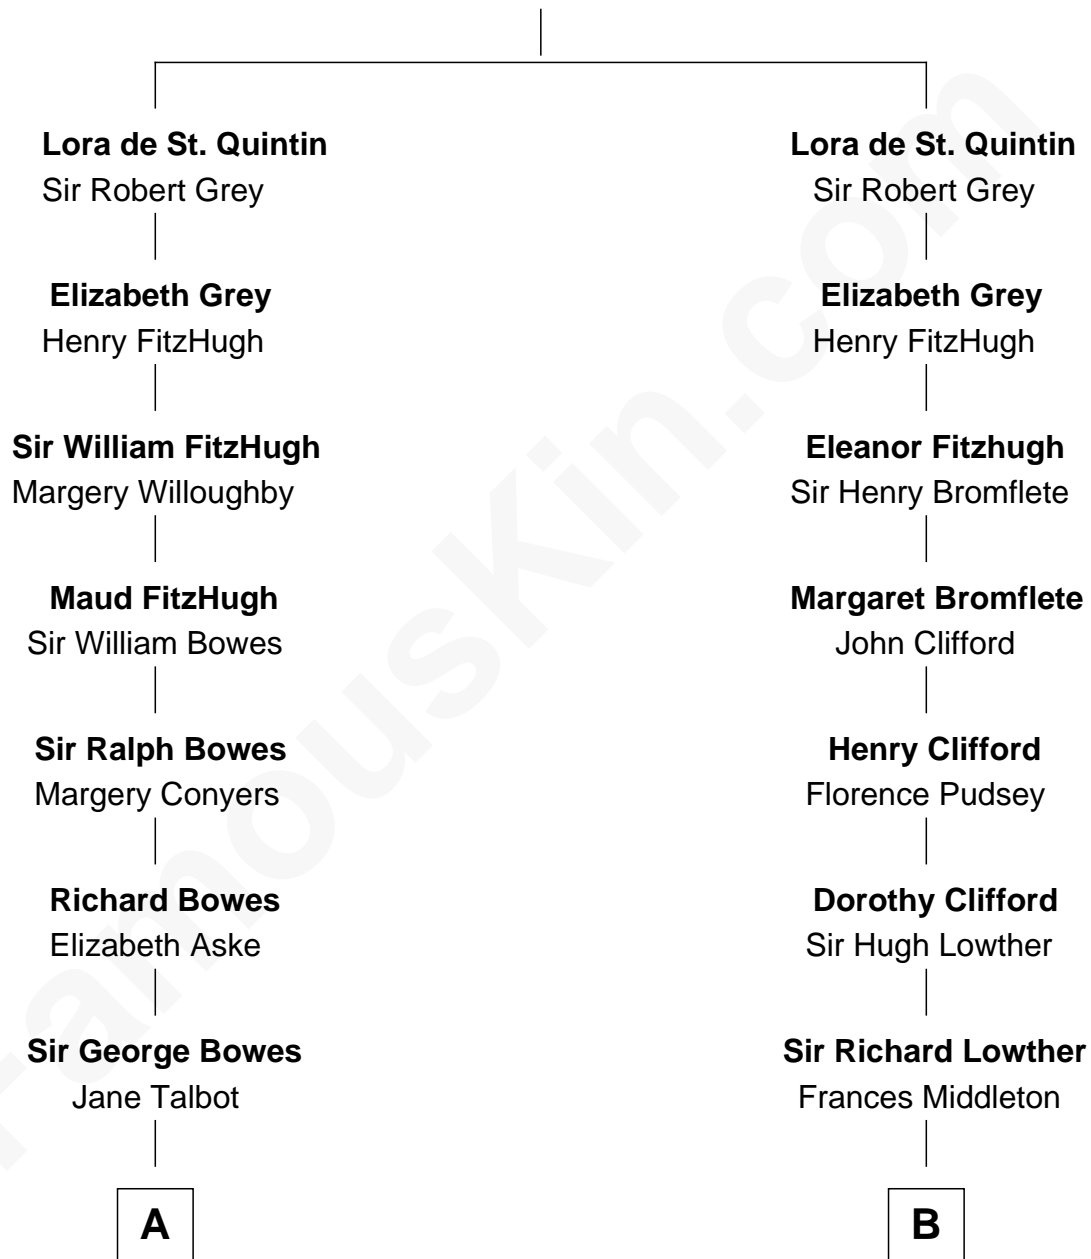 Lora de St. Quintin
Sir Robert Grey
Elizabeth Grey
Henry FitzHugh
Sir William FitzHugh
Margery Willoughby
Maud FitzHugh
Sir William Bowes
Sir Ralph Bowes
Margery Conyers
Richard Bowes
Elizabeth Aske
Sir George Bowes
Jane Talbot
A
Lora de St. Quintin
Sir Robert Grey
Elizabeth Grey
Henry FitzHugh
Eleanor Fitzhugh
Sir Henry Bromflete
Margaret Bromflete
John Clifford
Henry Clifford
Florence Pudsey
Dorothy Clifford
Sir Hugh Lowther
Sir Richard Lowther
Frances Middleton
B
FamousKin.com